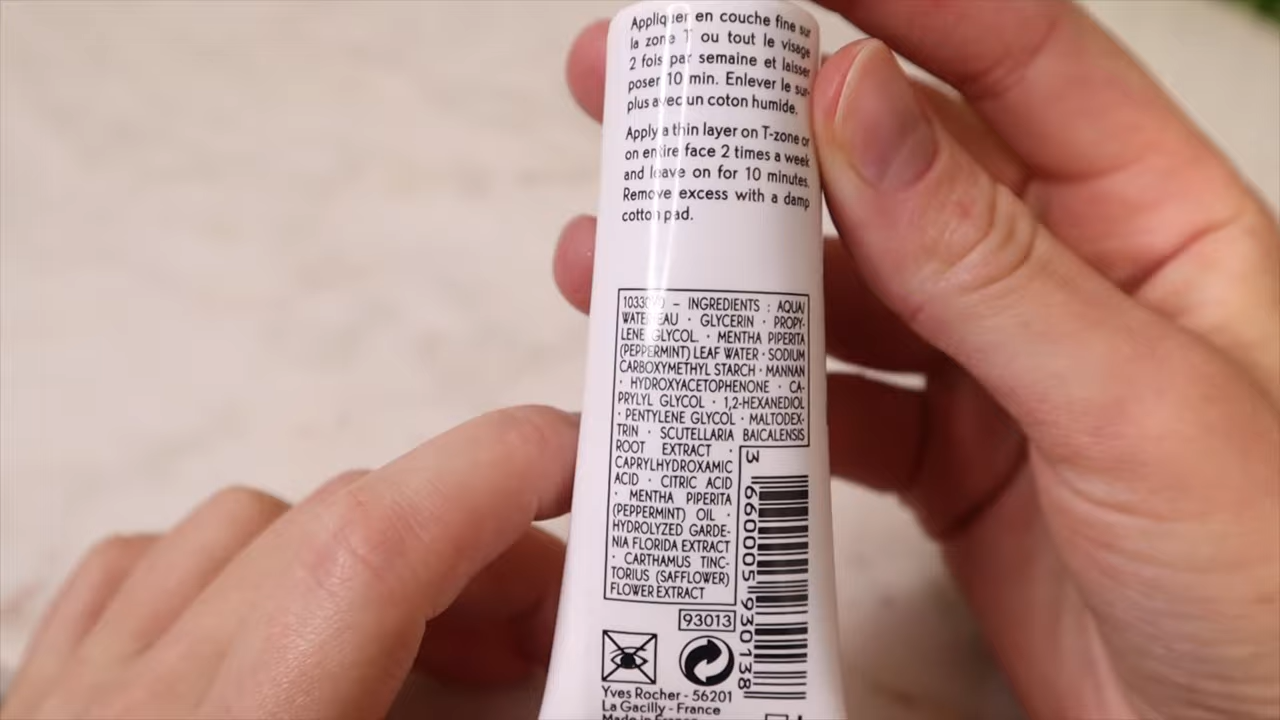 Appliquer en couche fine sur
la zone T ou tout le visage
2 fois par semaine et laisser
poser 10 min. Enlever le sur-
plus avec un coton humide.
Apply a thin layer on T-zone or
on entire face 2 times a week
and leave on for 10 minutes.
Remove excess with a damp
cotton pad.
- INGREDIENTS : AQUA/
WATER/EAU · GLYCERIN · PROPY-
LENE GLYCOL · MENTHA PIPERITA
(PEPPERMINT) LEAF WATER · SODIUM
CARBOXYMETHYL STARCH · MANNAN
· HYDROXYACETOPHENONE · CA-
PRYLYL GLYCOL · 1,2-HEXANEDIOL
· PENTYLENE GLYCOL · MALTODEX-
TRIN · SCUTELLARIA BAICALENSIS
ROOT EXTRACT ·
CAPRYLHYDROXAMIC
ACID · CITRIC ACID
· MENTHA PIPERITA
(PEPPERMINT) OIL ·
HYDROLYZED GARDE-
NIA FLORIDA EXTRACT
· CARTHAMUS TINC-
TORIUS (SAFFLOWER)
FLOWER EXTRACT
3 660005 930138
93013
Yves Rocher - 56201
La Gacilly - France
Made in France